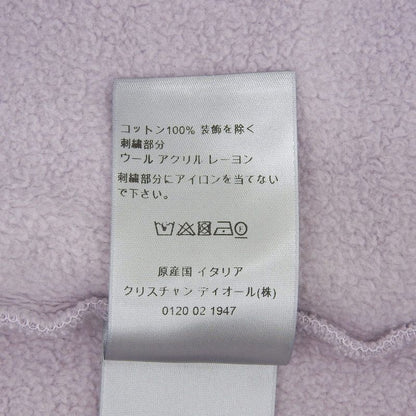 コットン100% 装飾を除く
刺繍部分
ウール アクリル レーヨン
刺繍部分にアイロンを当てない
で下さい。
原産国 イタリア
クリスチャン ディオール(株)
0120 02 1947